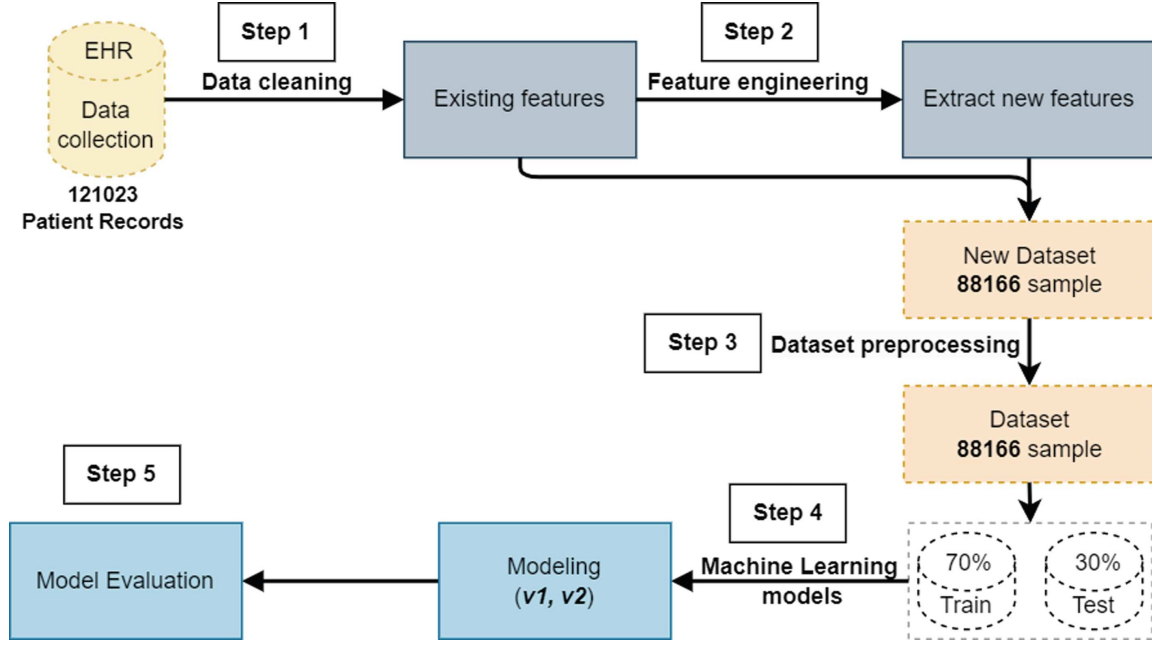 EHR
Data
collection
121023
Patient Records
Step 1
Data cleaning
Existing features
Step 2
Feature engineering
Extract new features
New Dataset
88166 sample
Step 3
Dataset preprocessing
Dataset
88166 sample
70%
Train
30%
Test
Step 4
Machine Learning
models
Modeling
(v1, v2)
Step 5
Model Evaluation